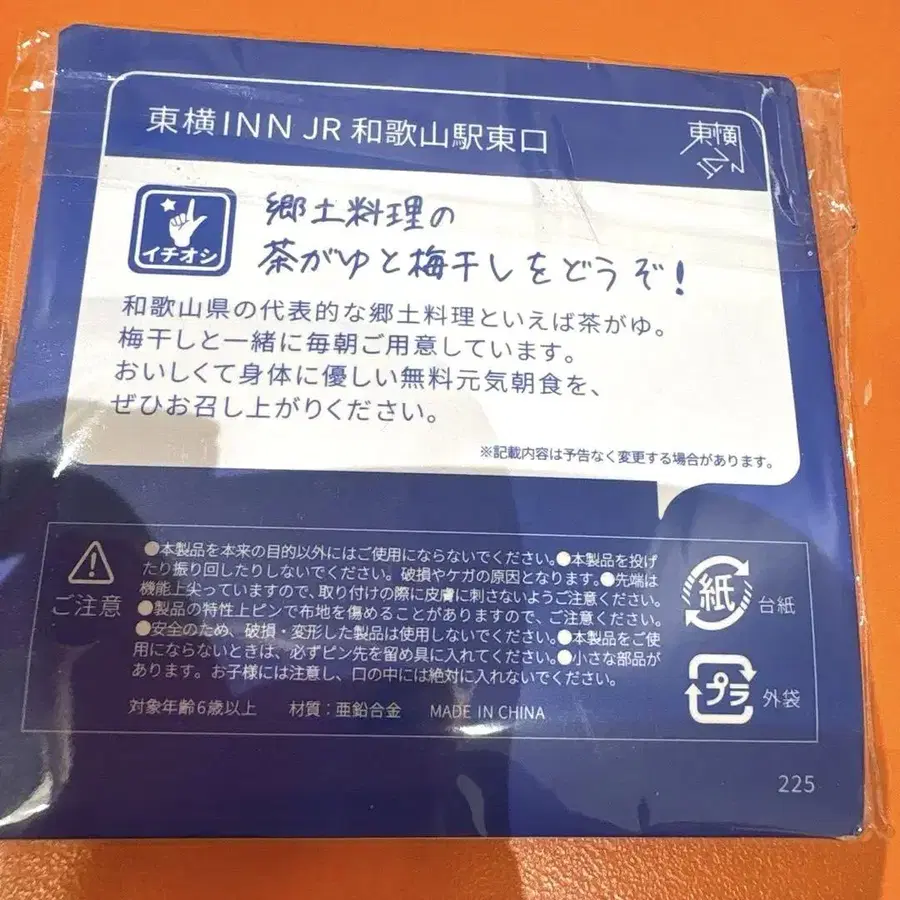 東横INN JR 和歌山駅東口
東横INN
イチオシ
郷土料理の
茶がゆと梅干しをどうぞ!
和歌山県の代表的な郷土料理といえば茶がゆ。
梅干しと一緒に毎朝ご用意しています。
おいしくて身体に優しい無料元気朝食を、
ぜひお召し上がりください。
※記載内容は予告なく変更する場合があります。
ご注意
●本製品を本来の目的以外にはご使用にならないでください。●本製品を投げ
たり振り回したりしないでください。破損やケガの原因となります。●先端は
機能上尖っていますので、取り付けの際に皮膚に刺さないようご注意ください。
●製品の特性上ピンで布地を傷めることがありますので、ご注意ください。
●安全のため、破損・変形した製品は使用しないでください。●本製品をご使
用にならないときは、必ずピン先を留め具に入れてください。●小さな部品が
あります。お子様には注意し、口の中には絶対に入れないでください。
対象年齢6歳以上 材質:亜鉛合金 MADE IN CHINA
紙 台紙
プラ 外袋
225